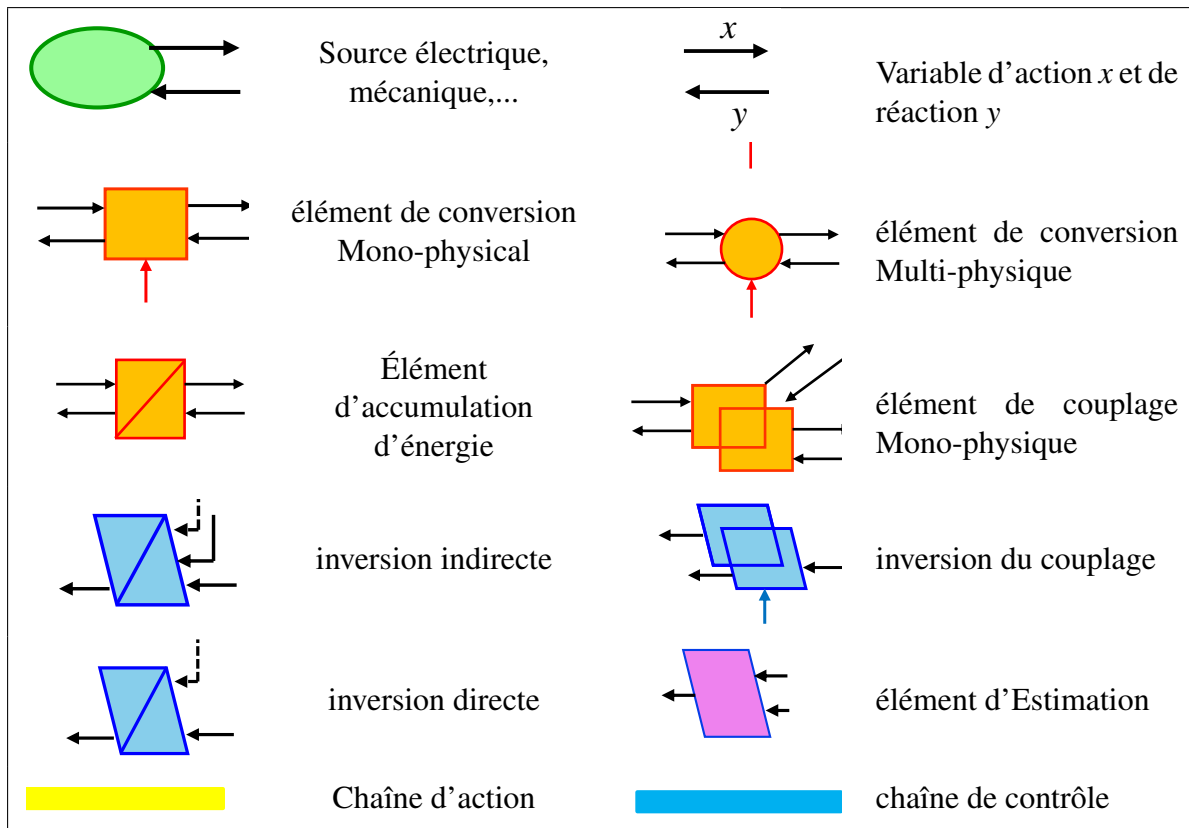 Source électrique,
mécanique,...
x
y
Variable d'action x et de
réaction y
élément de conversion
Mono-physical
élément de conversion
Multi-physique
Élément
d'accumulation
d'énergie
élément de couplage
Mono-physique
inversion indirecte
inversion du couplage
inversion directe
élément d'Estimation
Chaîne d'action
chaîne de contrôle